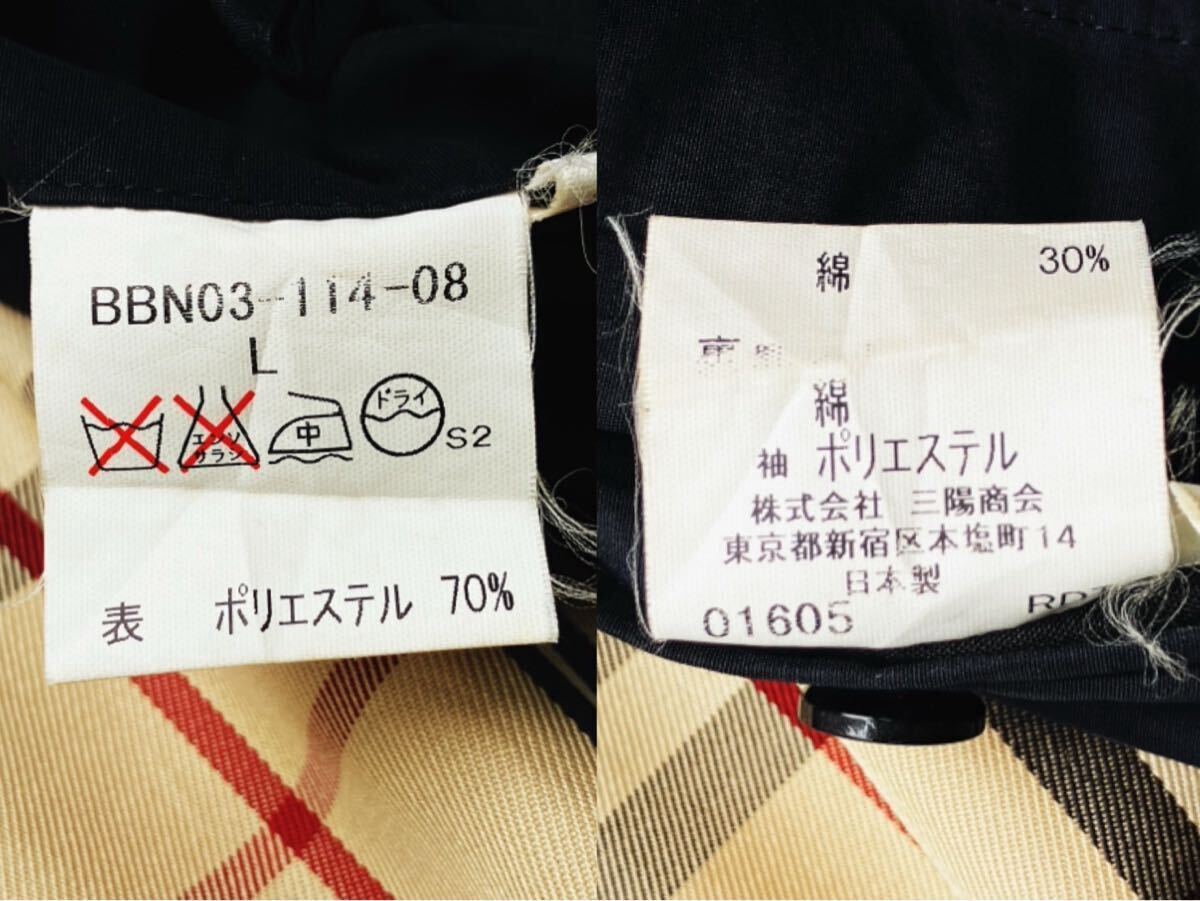 BBN03-114-08
L
エンソ
サラシ
中
ドライ
S2
表 ポリエステル 70%
綿 30%
綿
袖 ポリエステル
株式会社 三陽商会
東京都新宿区本塩町14
日本製
01605